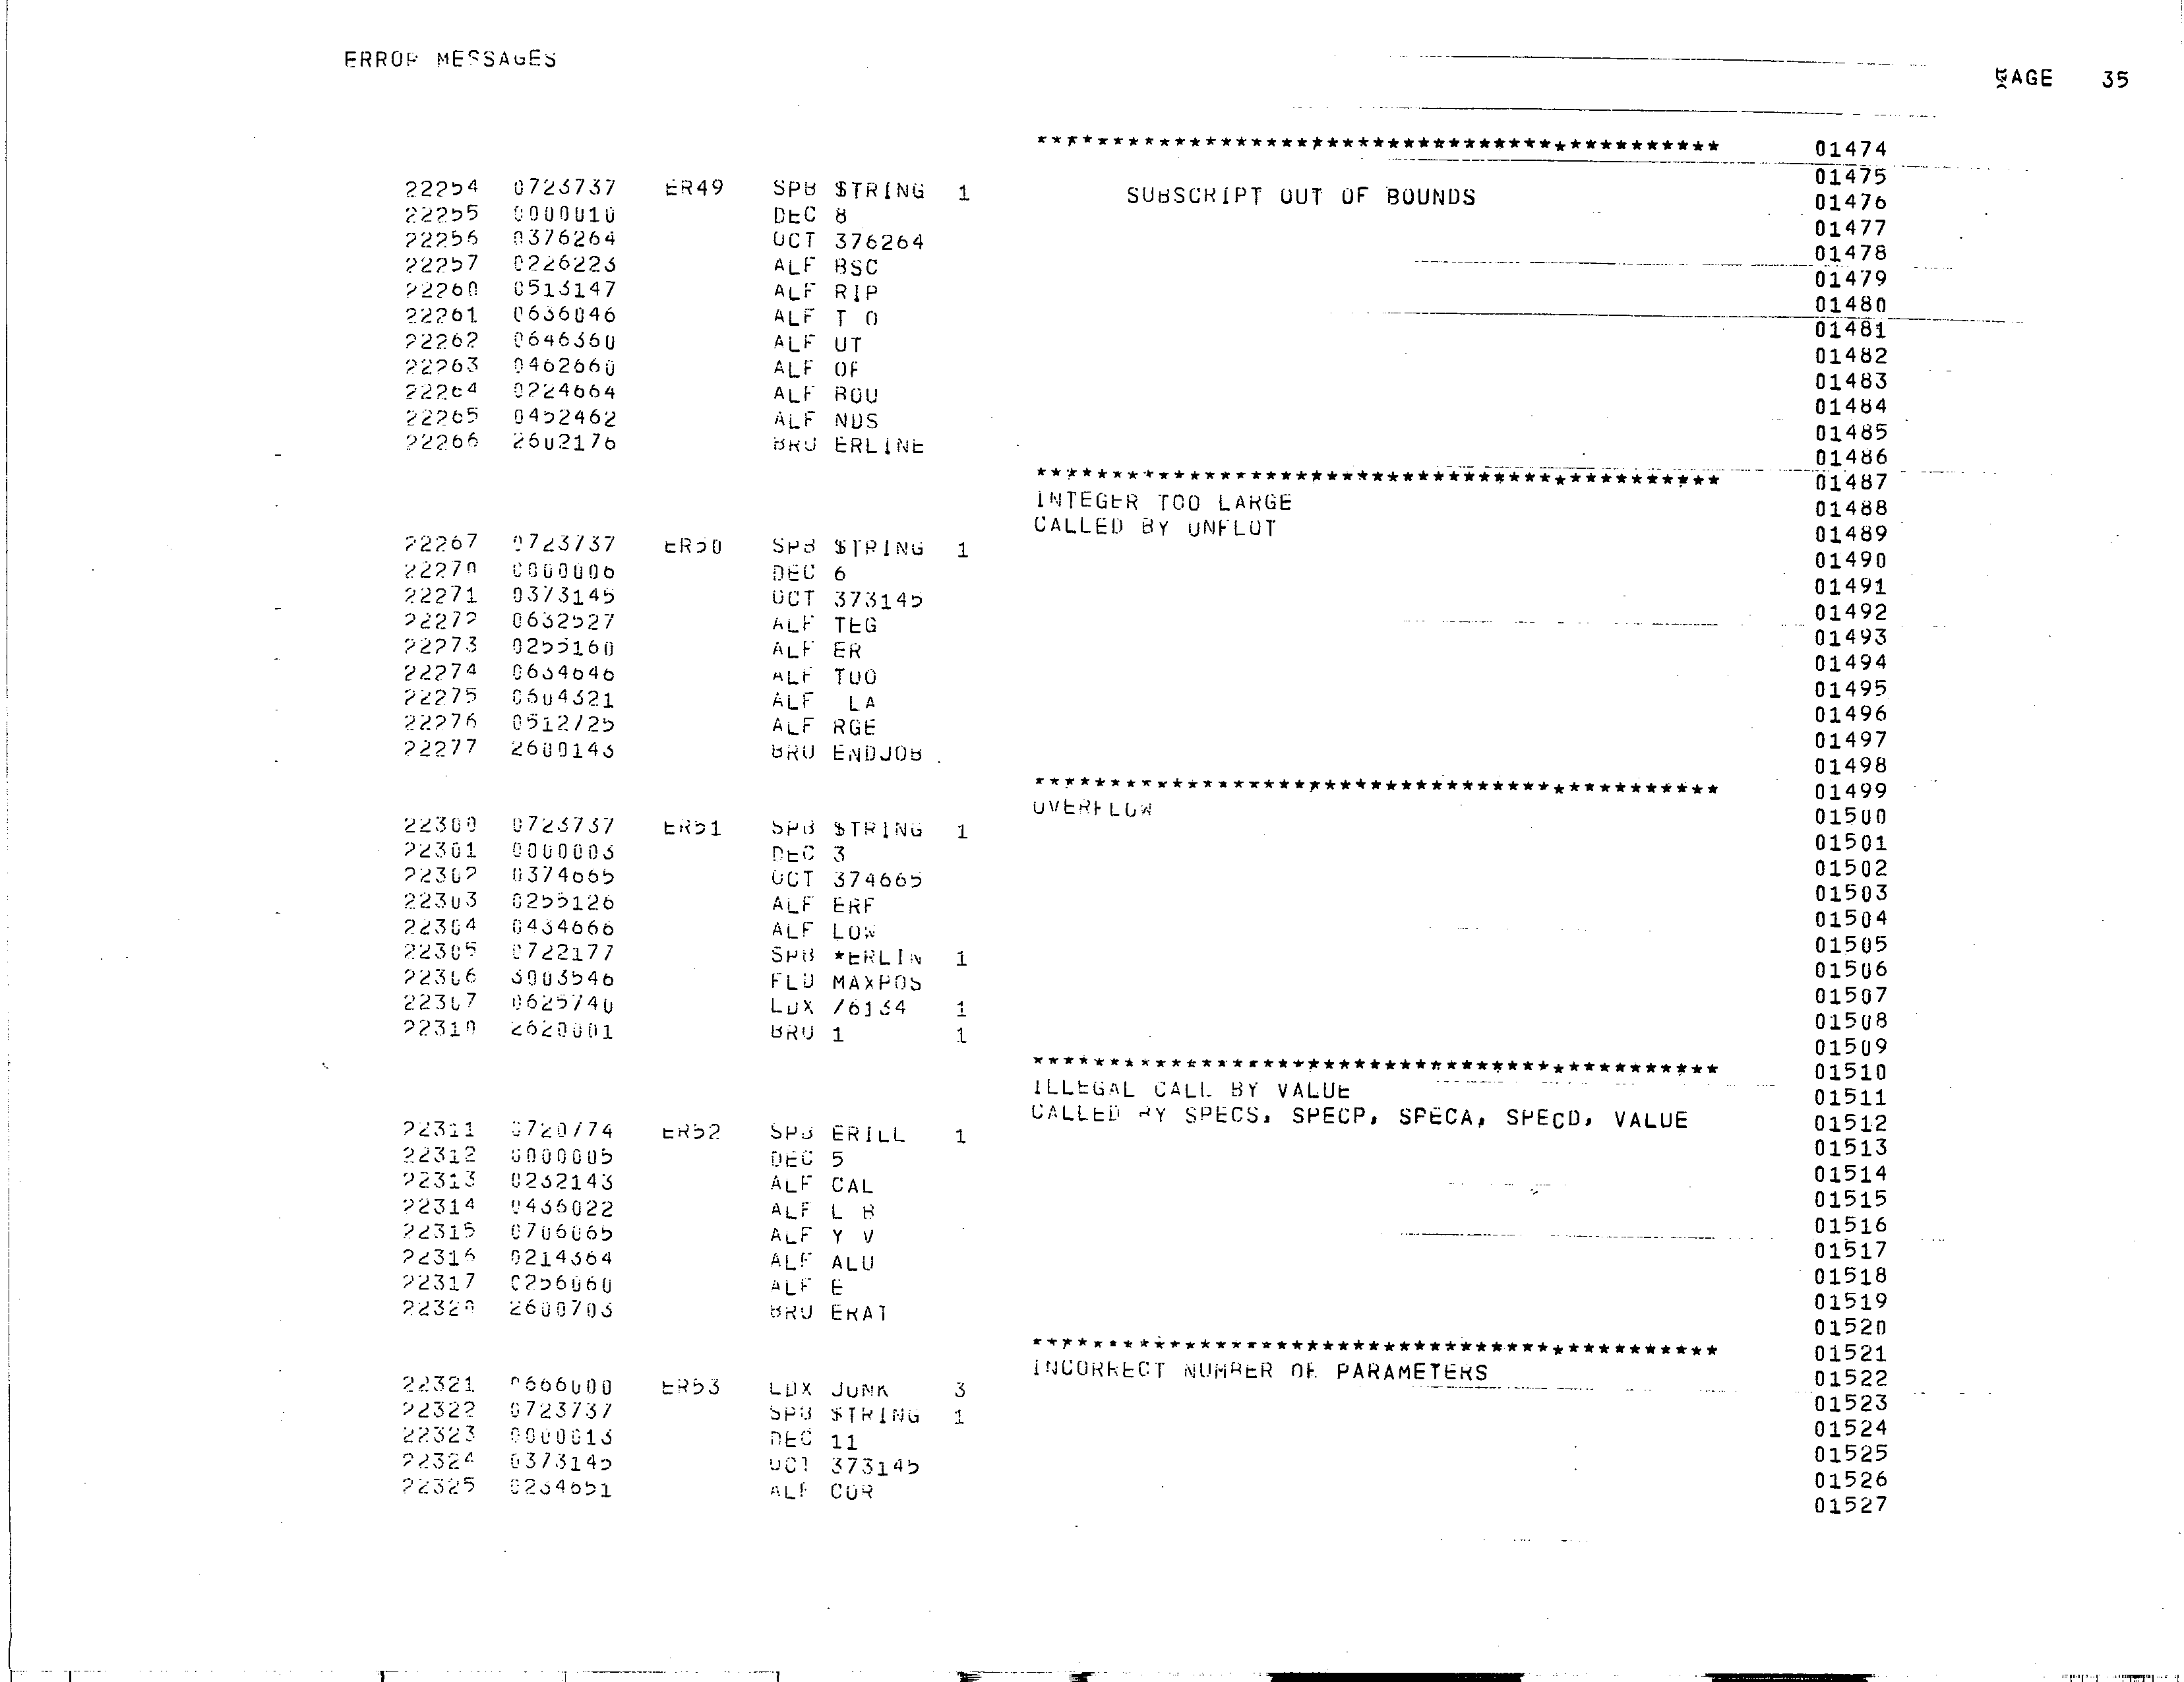 ERROR MESSAGES PAGE 35
********************************************* 01474
01475
22254 0723737 ER49 SPB $TRING 1 SUBSCRIPT OUT OF BOUNDS 01476
22255 0000010 DEC 8 01477
22256 0376264 OCT 376264 01478
22257 0226223 ALF BSC 01479
22260 0513147 ALF RIP 01480
22261 0636046 ALF T O 01481
22262 0646360 ALF UT 01482
22263 0462660 ALF OF 01483
22264 0224664 ALF BOU 01484
22265 0452462 ALF NDS 01485
22266 2602176 BRU ERLINE 01486
********************************************* 01487
INTEGER TOO LARGE 01488
CALLED BY UNFLOT 01489
22267 0723737 ER50 SPB $TRING 1 01490
22270 0000006 DEC 6 01491
22271 0373145 OCT 373145 01492
22272 0632527 ALF TEG 01493
22273 0255160 ALF ER 01494
22274 0634646 ALF TOO 01495
22275 0604321 ALF LA 01496
22276 0512725 ALF RGE 01497
22277 2600143 BRU ENDJOB 01498
********************************************* 01499
OVERFLOW 01500
22300 0723737 ER51 SPB $TRING 1 01501
22301 0000003 DEC 3 01502
22302 0374665 OCT 374665 01503
22303 0255126 ALF ERF 01504
22304 0434666 ALF LOW 01505
22305 0722177 SPB *ERLIN 1 01506
22306 3003546 FLD MAXPOS 01507
22307 0625740 LDX /6134 1 01508
22310 2620001 BRU 1 1 01509
********************************************* 01510
ILLEGAL CALL BY VALUE 01511
CALLED BY SPECS, SPECP, SPECA, SPECD, VALUE 01512
22311 0720774 ER52 SPB ERILL 1 01513
22312 0000005 DEC 5 01514
22313 0232143 ALF CAL 01515
22314 0436022 ALF L B 01516
22315 0706065 ALF Y V 01517
22316 0214364 ALF ALU 01518
22317 0256060 ALF E 01519
22320 2600703 BRU ERAT 01520
********************************************* 01521
INCORRECT NUMBER OF PARAMETERS 01522
22321 0666000 ER53 LDX JUNK 3 01523
22322 0723737 SPB $TRING 1 01524
22323 0000013 DEC 11 01525
22324 0373145 OCT 373145 01526
22325 0234651 ALF COR 01527